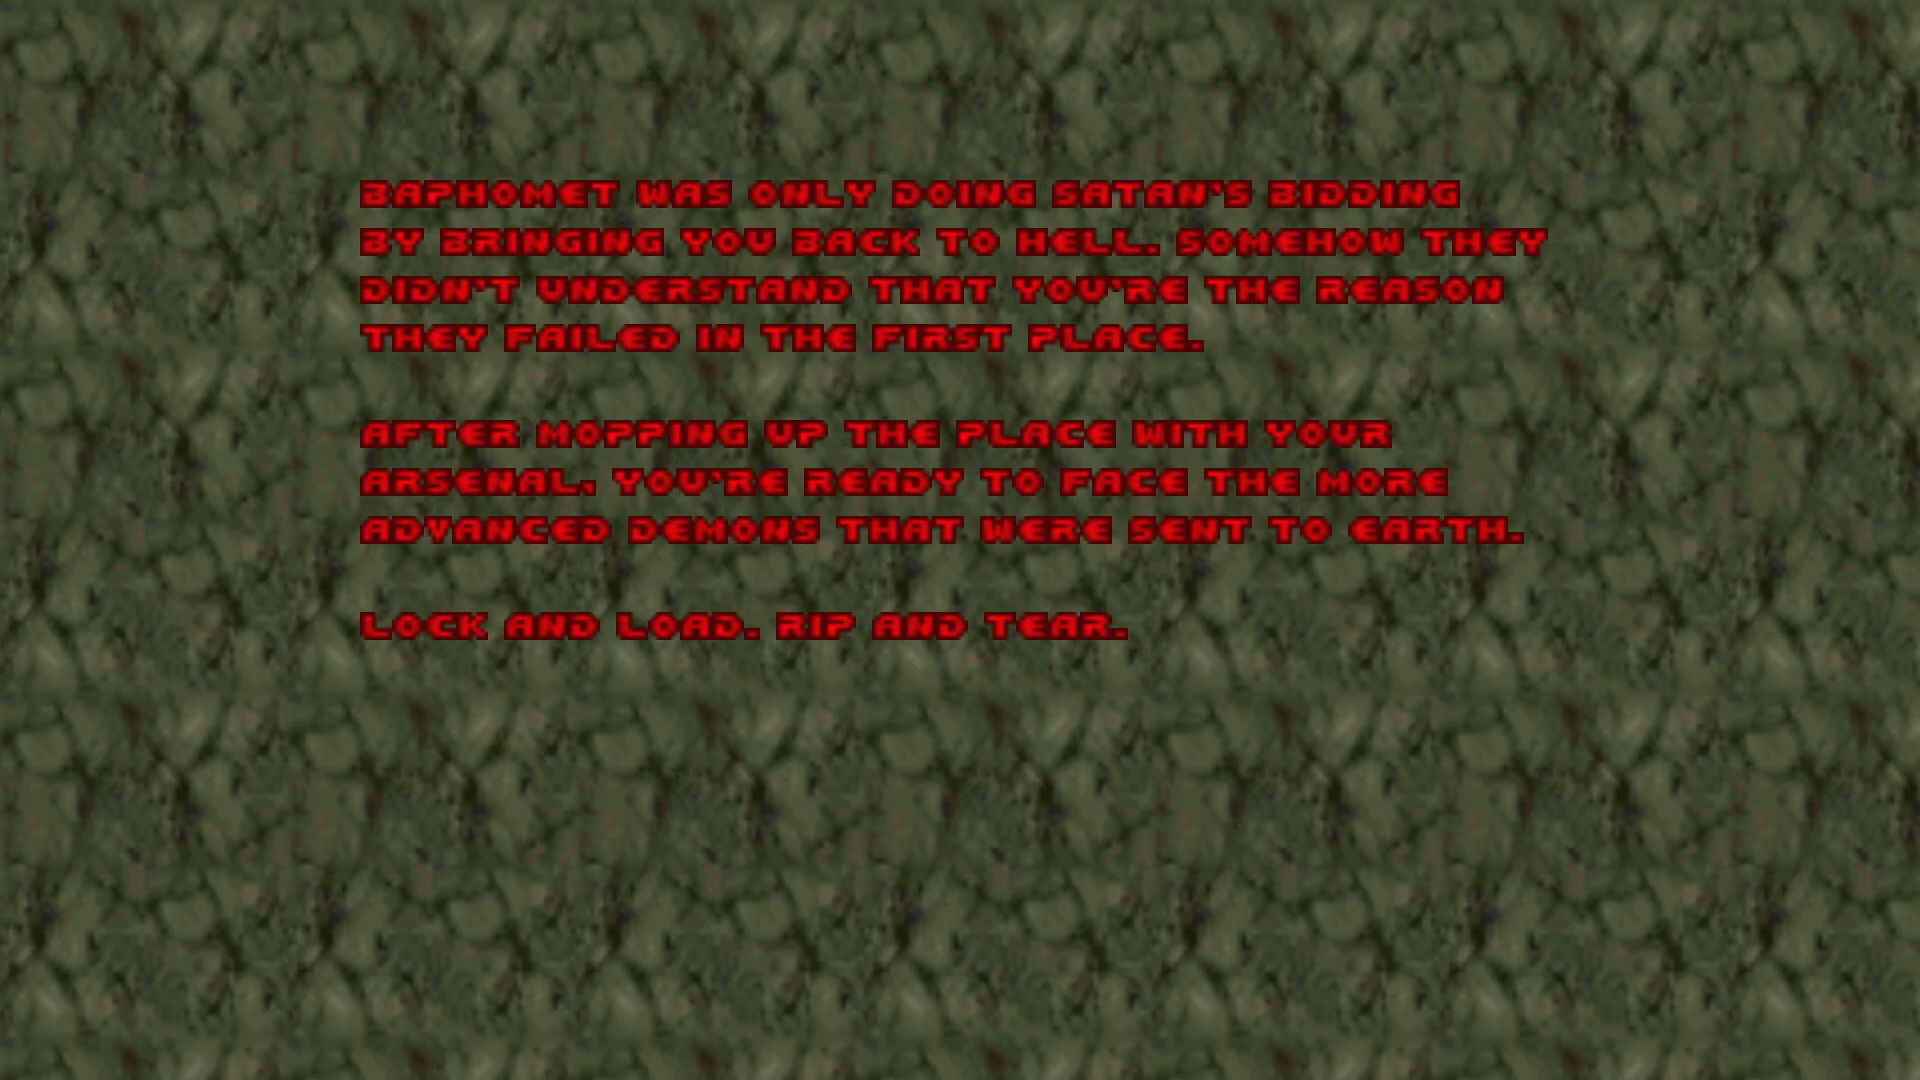 BAPHOMET WAS ONLY DOING SATAN'S BIDDING
BY BRINGING YOU BACK TO HELL. SOMEHOW THEY
DIDN'T UNDERSTAND THAT YOU'RE THE REASON
THEY FAILED IN THE FIRST PLACE.
AFTER MOPPING UP THE PLACE WITH YOUR
ARSENAL, YOU'RE READY TO FACE THE MORE
ADVANCED DEMONS THAT WERE SENT TO EARTH.
LOCK AND LOAD. RIP AND TEAR.